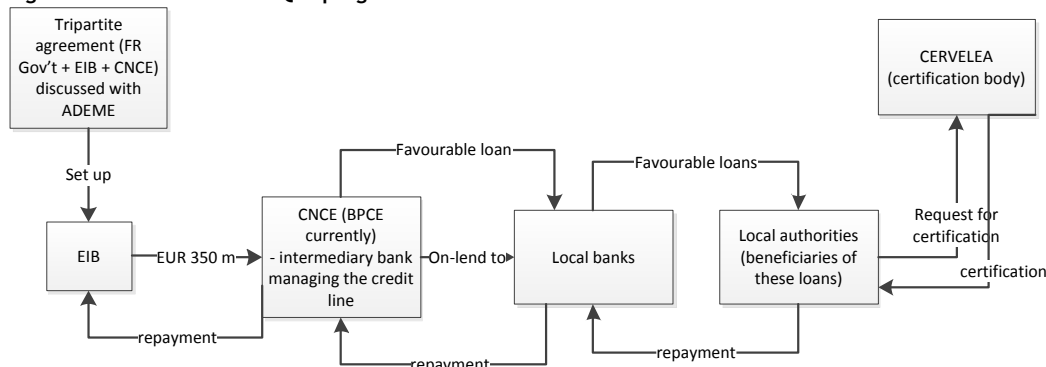 Tripartite
agreement (FR
Gov't + EIB + CNCE)
discussed with
ADEME
CERVELEA
(certification body)
Favourable loan
Favourable loans
Set up
CNCE (BPCE
currently)
- intermediary bank
managing the credit
line
EIB
EUR 350 m
On-lend to
Local banks
Local authorities
(beneficiaries of
these loans)
Request for
certification
certification
repayment
repayment
repayment